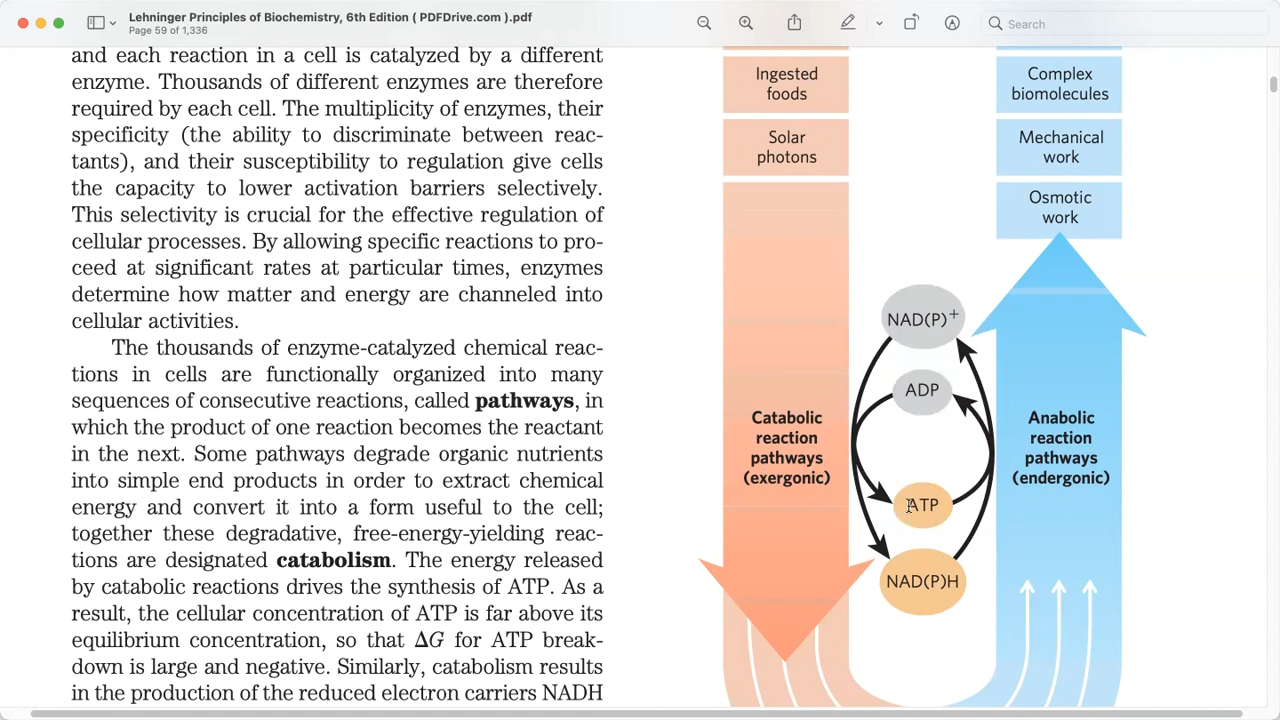 Lehninger Principles of Biochemistry, 6th Edition ( PDFDrive.com ).pdf
Page 59 of 1,336
Search
and each reaction in a cell is catalyzed by a different
enzyme. Thousands of different enzymes are therefore
required by each cell. The multiplicity of enzymes, their
specificity (the ability to discriminate between reac-
tants), and their susceptibility to regulation give cells
the capacity to lower activation barriers selectively.
This selectivity is crucial for the effective regulation of
cellular processes. By allowing specific reactions to pro-
ceed at significant rates at particular times, enzymes
determine how matter and energy are channeled into
cellular activities.
The thousands of enzyme-catalyzed chemical reac-
tions in cells are functionally organized into many
sequences of consecutive reactions, called pathways, in
which the product of one reaction becomes the reactant
in the next. Some pathways degrade organic nutrients
into simple end products in order to extract chemical
energy and convert it into a form useful to the cell;
together these degradative, free-energy-yielding reac-
tions are designated catabolism. The energy released
by catabolic reactions drives the synthesis of ATP. As a
result, the cellular concentration of ATP is far above its
equilibrium concentration, so that ΔG for ATP break-
down is large and negative. Similarly, catabolism results
in the production of the reduced electron carriers NADH
Ingested
foods
Solar
photons
Catabolic
reaction
pathways
(exergonic)
NAD(P)+
ADP
ATP
NAD(P)H
Complex
biomolecules
Mechanical
work
Osmotic
work
Anabolic
reaction
pathways
(endergonic)